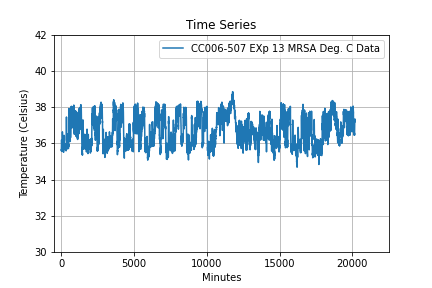 Time Series
CC006-507 EXp 13 MRSA Deg. C Data
Temperature (Celsius)
42
40
38
36
34
32
30
0 5000 10000 15000 20000
Minutes